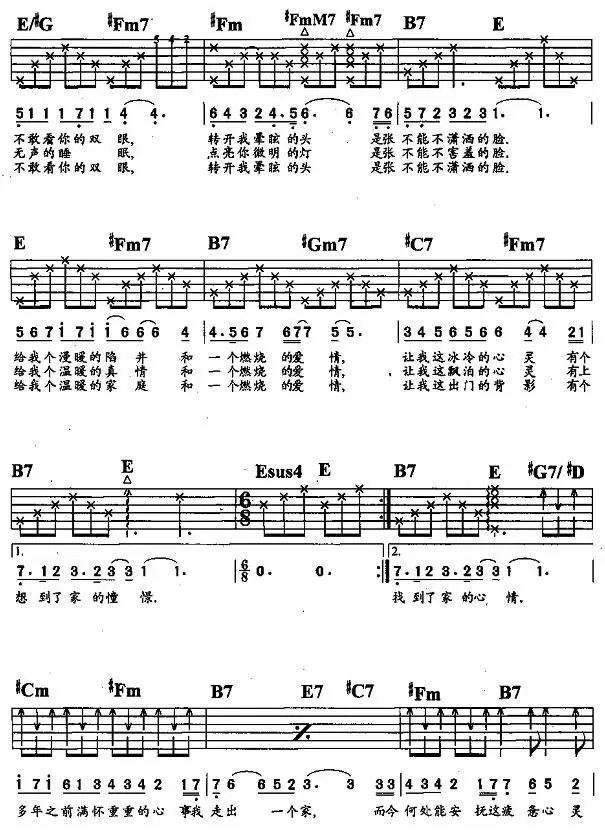 E/#G #Fm7 #Fm #FmM7 #Fm7 B7 E
5 4 2
5 1 1 1 7 1 1 4 4. 6 4 3 2 4. 5 6. 6 7 6 5 7 2 3 2 3 1. 1.
不敢看你的双眼, 转开我晕眩的头 是张不能不潇洒的脸.
无声的睡眠, 点亮你微明的灯 是张不能不害羞的脸.
不敢看你的双眼, 转开我晕眩的头 是张不能不潇洒的脸.
E #Fm7 B7 #Gm7 #C7 #Fm7
5 6 7 i 7 i i 6 6 4 4. 5 6 7 6 7 7 5 5. 3 4 5 6 5 6 6 4 4 2 1
给我个漫暖的陷井和一个燃烧的爱情, 让我这冰冷的心灵有个
给我个温暖的真情和一个燃烧的爱情, 让我这飘泊的心灵有上
给我个温暖的家庭和一个燃烧的爱情, 让我这出门的背影有个
B7 E Esus4 E B7 E #G7/ #D
6 8
1. 2.
7. 1 2 3. 2 3 3 1 1. 6/8 0. 0. 7. 1 2 3. 2 3 3 1 1.
想到了家的憧憬. 找到了家的心情.
#Cm #Fm B7 E7 #C7 #Fm B7
i 7 i 6 1 3 4 3 4 2 1 7 7 6 6 5 2 3. 3. 3 3 4 3 4 2 1 7 7 6 5 2
多年之前满怀重重的心事我走出一个家, 而今何处能安抚这疲惫心灵